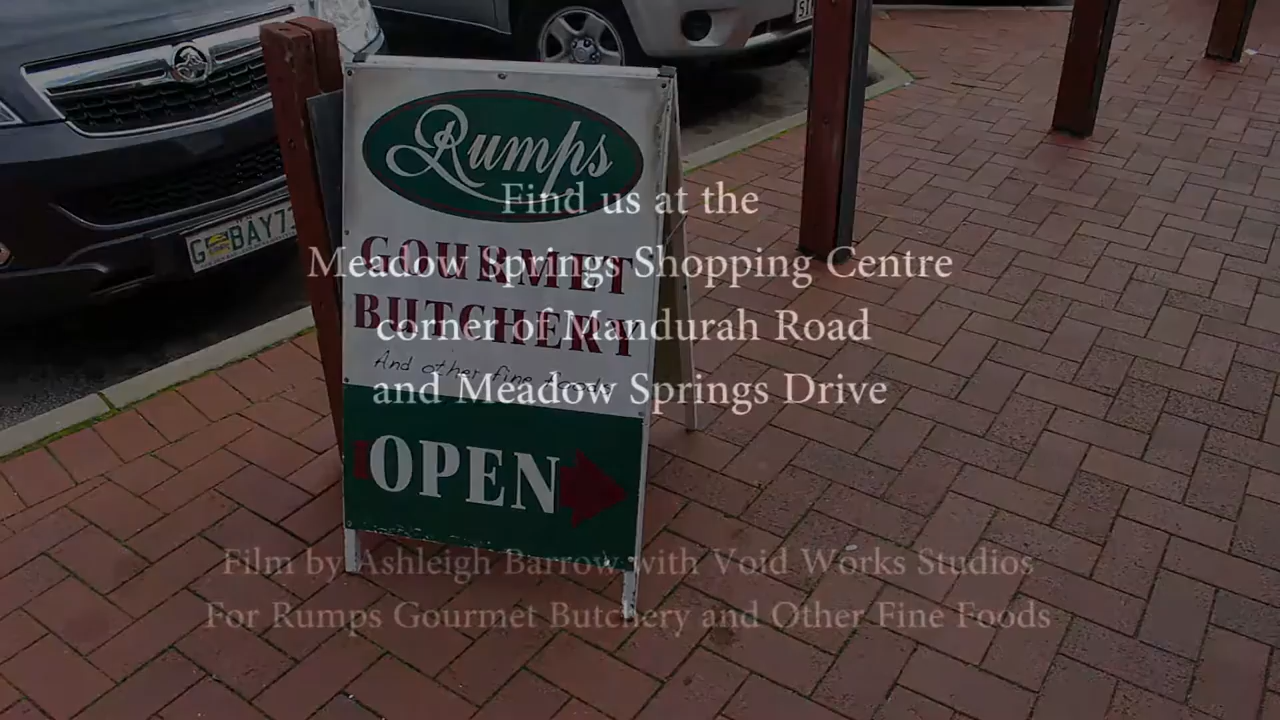 Rumps
GOURMET
BUTCHERY
And other fine foods
OPEN
Find us at the
Meadow Springs Shopping Centre
corner of Mandurah Road
and Meadow Springs Drive
Film by Ashleigh Barrow with Void Works Studios
For Rumps Gourmet Butchery and Other Fine Foods